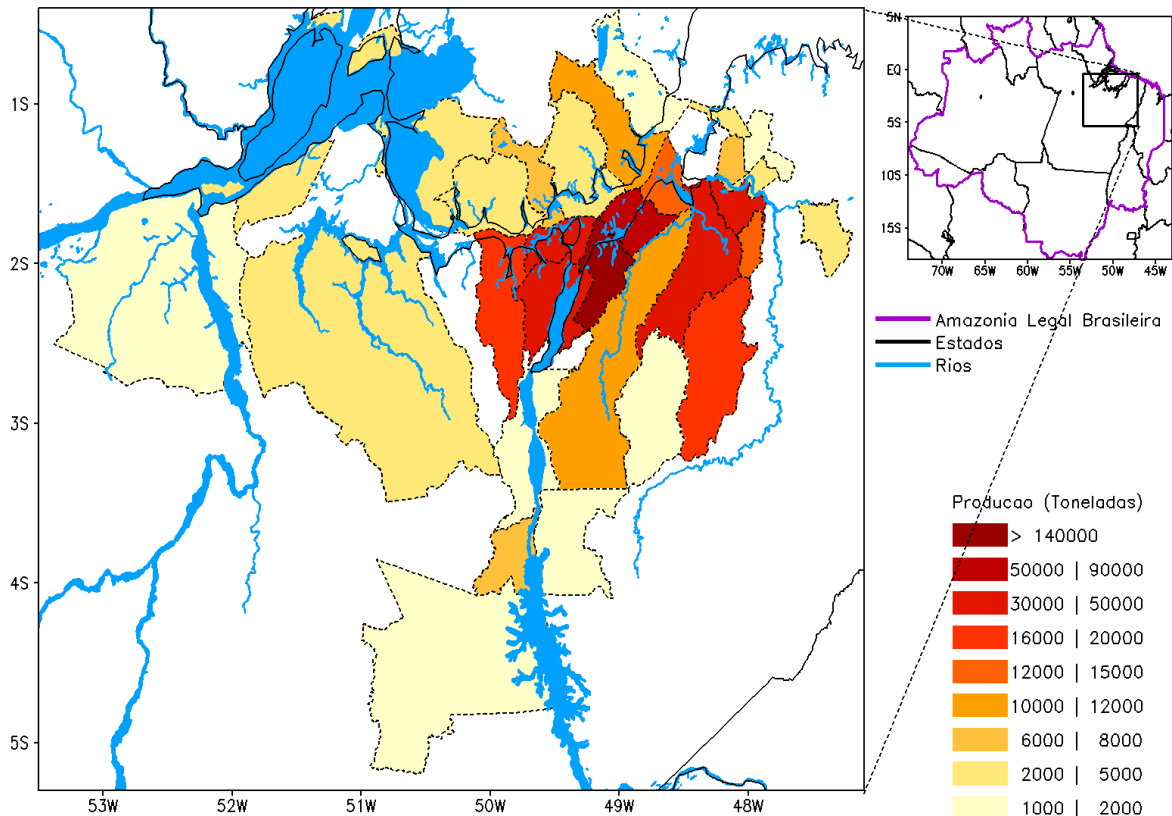 1S
2S
3S
4S
5S
53W 52W 51W 50W 49W 48W
5N
EQ
5S
10S
15S
70W 65W 60W 55W 50W 45W
Amazonia Legal Brasileira
Estados
Rios
Producao (Toneladas)
> 140000
50000 | 90000
30000 | 50000
16000 | 20000
12000 | 15000
10000 | 12000
6000 | 8000
2000 | 5000
1000 | 2000